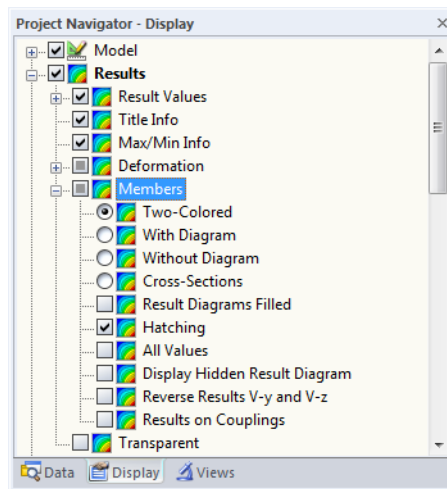 Project Navigator - Display
Model
Results
Result Values
Title Info
Max/Min Info
Deformation
Members
Two-Colored
With Diagram
Without Diagram
Cross-Sections
Result Diagrams Filled
Hatching
All Values
Display Hidden Result Diagram
Reverse Results V-y and V-z
Results on Couplings
Transparent
Data Display Views